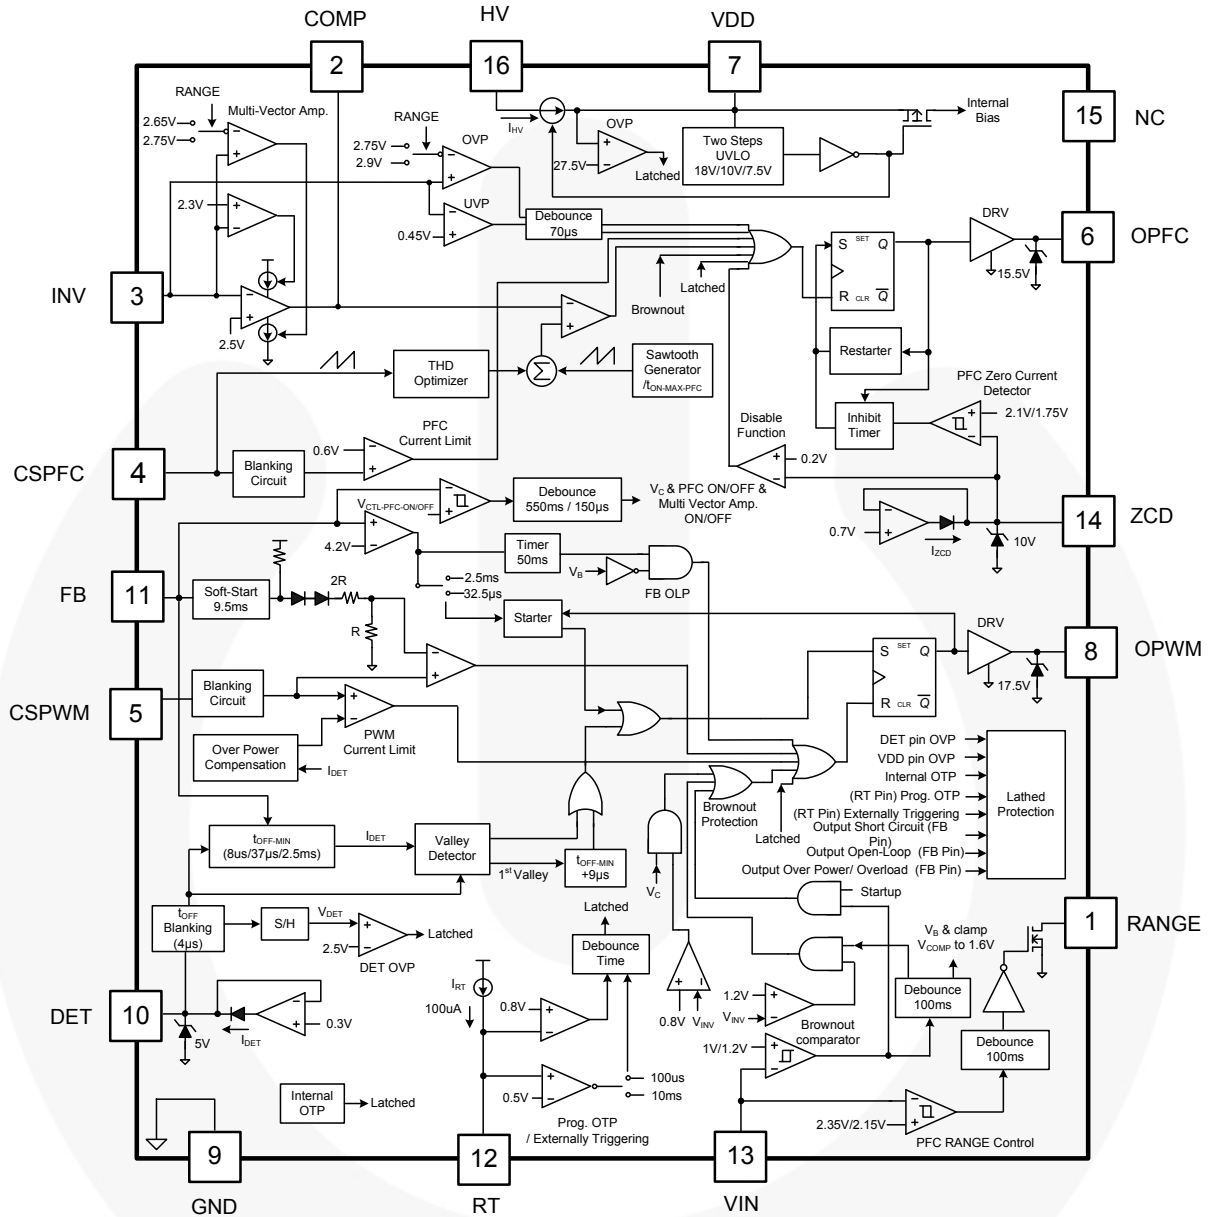 COMP
HV
VDD
2
16
7
RANGE
Multi-Vector Amp.
2.65V
2.75V
RANGE
OVP
2.75V
2.9V
I_HV
OVP
27.5V
Latched
Two Steps
UVLO
18V/10V/7.5V
Internal
Bias
15
NC
2.3V
UVP
0.45V
Debounce
70µs
S SET Q
R CLR Q̅
DRV
15.5V
6
OPFC
INV
3
2.5V
Brownout
Latched
THD
Optimizer
Σ
Sawtooth
Generator
/t_ON-MAX-PFC
Restarter
Inhibit
Timer
PFC Zero Current
Detector
2.1V/1.75V
Disable
Function
0.2V
CSPFC
4
Blanking
Circuit
0.6V
PFC
Current Limit
V_CTL-PFC-ON/OFF
Debounce
550ms / 150µs
V_C & PFC ON/OFF &
Multi Vector Amp.
ON/OFF
0.7V
I_ZCD
10V
14
ZCD
4.2V
Timer
50ms
V_B
FB OLP
2.5ms
32.5µs
Starter
FB
11
Soft-Start
9.5ms
2R
R
S SET Q
R CLR Q̅
DRV
17.5V
8
OPWM
CSPWM
5
Blanking
Circuit
PWM
Current Limit
Over Power
Compensation
I_DET
Brownout
Protection
Latched
DET pin OVP
VDD pin OVP
Internal OTP
(RT Pin) Prog. OTP
(RT Pin) Externally Triggering
Output Short Circuit (FB
Pin)
Output Open-Loop (FB Pin)
Output Over Power/ Overload (FB Pin)
Lathed
Protection
t_OFF-MIN
(8us/37µs/2.5ms)
I_DET
Valley
Detector
1st Valley
t_OFF-MIN
+9µs
V_C
Startup
t_OFF
Blanking
(4µs)
S/H
V_DET
2.5V
Latched
DET OVP
Latched
Debounce
Time
0.8V
V_INV
1.2V
V_INV
V_B & clamp
V_COMP to 1.6V
Debounce
100ms
1
RANGE
DET
10
5V
I_DET
0.3V
I_RT
100uA
0.8V
0.5V
100us
10ms
Prog. OTP
/ Externally Triggering
Brownout
comparator
1V/1.2V
Debounce
100ms
2.35V/2.15V
PFC RANGE Control
Internal
OTP
Latched
9
12
13
GND
RT
VIN